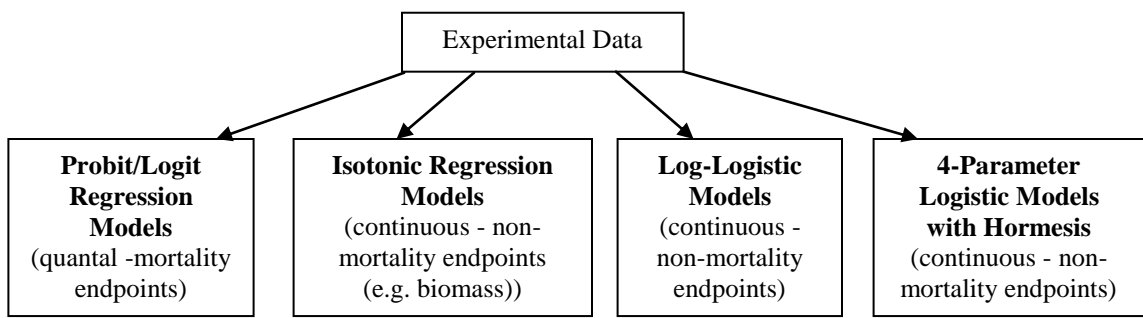 Experimental Data
Probit/Logit
Regression
Models
(quantal -mortality
endpoints)
Isotonic Regression
Models
(continuous - non-
mortality endpoints
(e.g. biomass))
Log-Logistic
Models
(continuous -
non-mortality
endpoints)
4-Parameter
Logistic Models
with Hormesis
(continuous - non-
mortality endpoints)